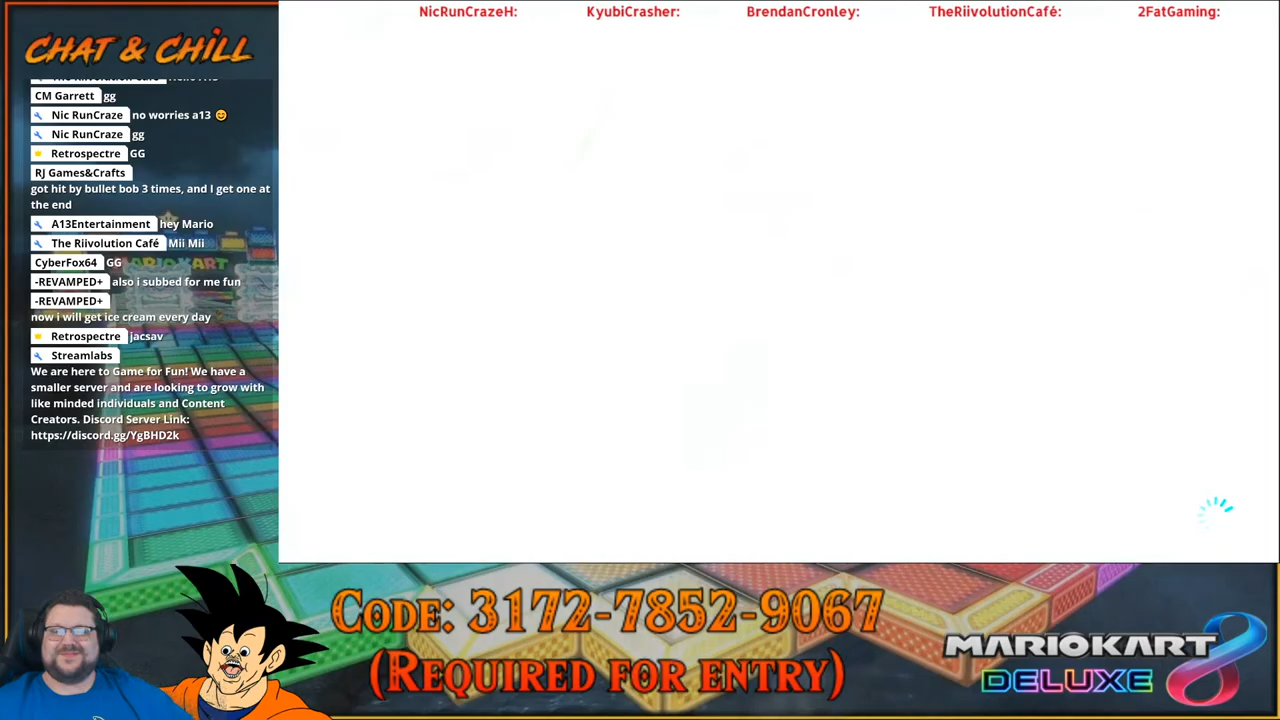 NicRunCrazeH: KyubiCrasher: BrendanCronley: TheRiivolutionCafé: 2FatGaming:
Chat & Chill
CM Garrett gg
Nic RunCraze no worries a13 😊
Nic RunCraze gg
Retrospectre GG
RJ Games&Crafts
got hit by bullet bob 3 times, and I get one at
the end
A13Entertainment hey Mario
The Riivolution Café Mii Mii
CyberFox64 GG
-REVAMPED+ also i subbed for me fun
-REVAMPED+
now i will get ice cream every day
Retrospectre jacsav
Streamlabs
We are here to Game for Fun! We have a
smaller server and are looking to grow with
like minded individuals and Content
Creators. Discord Server Link:
https://discord.gg/YgBHD2k
Code: 3172-7852-9067
(Required for entry)
MARIOKART 8
DELUXE